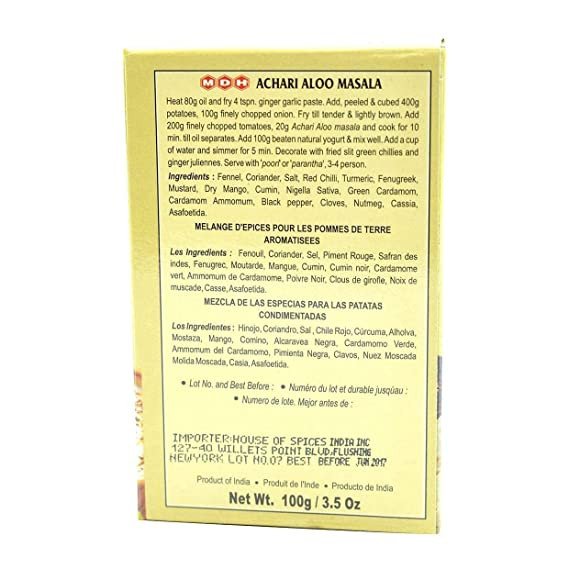 MDH ACHARI ALOO MASALA
Heat 80g oil and fry 4 tspn. ginger garlic paste. Add, peeled & cubed 400g
potatoes, 100g finely chopped onion. Fry till tender & lightly brown. Add
200g finely chopped tomatoes, 20g Achari Aloo masala and cook for 10
min. till oil separates. Add 100g beaten natural yogurt & mix well. Add a cup
of water and simmer for 5 min. Decorate with fried slit green chillies and
ginger juliennes. Serve with 'poori' or 'parantha', 3-4 person.
Ingredients : Fennel, Coriander, Salt, Red Chilli, Turmeric, Fenugreek,
Mustard, Dry Mango, Cumin, Nigella Sativa, Green Cardamom,
Cardamom Ammomum, Black pepper, Cloves, Nutmeg, Cassia,
Asafoetida.
MELANGE D'EPICES POUR LES POMMES DE TERRE
AROMATISEES
Les Ingredients : Fenouil, Coriander, Sel, Piment Rouge, Safran des
indes, Fenugrec, Moutarde, Mangue, Cumin, Cumin noir, Cardamome
vert, Ammomum de Cardamome, Poivre Noir, Clous de girofle, Noix de
muscade, Casse, Asafoetida.
MEZCLA DE LAS ESPECIAS PARA LAS PATATAS
CONDIMENTADAS
Los Ingredientes : Hinojo, Coriandro, Sal , Chile Rojo, Cúrcuma, Alholva,
Mostaza, Mango, Comino, Alcaravea Negra, Cardamomo Verde,
Ammomum del Cardamomo, Pimienta Negra, Clavos, Nuez Moscada
Molida Moscada, Casia, Asafoetida.
• Lot No. and Best Before : • Numéro du lot et durable jusqúau :
• Numero de lote. Mejor antes de :
IMPORTER:HOUSE OF SPICES INDIA INC
127-40 WILLETS POINT BLVD.FLUSHING
NEWYORK LOT NO.07 BEST BEFORE JUN 2017
Product of India • Produit de l'Inde • Producto de India
Net Wt. 100g / 3.5 Oz